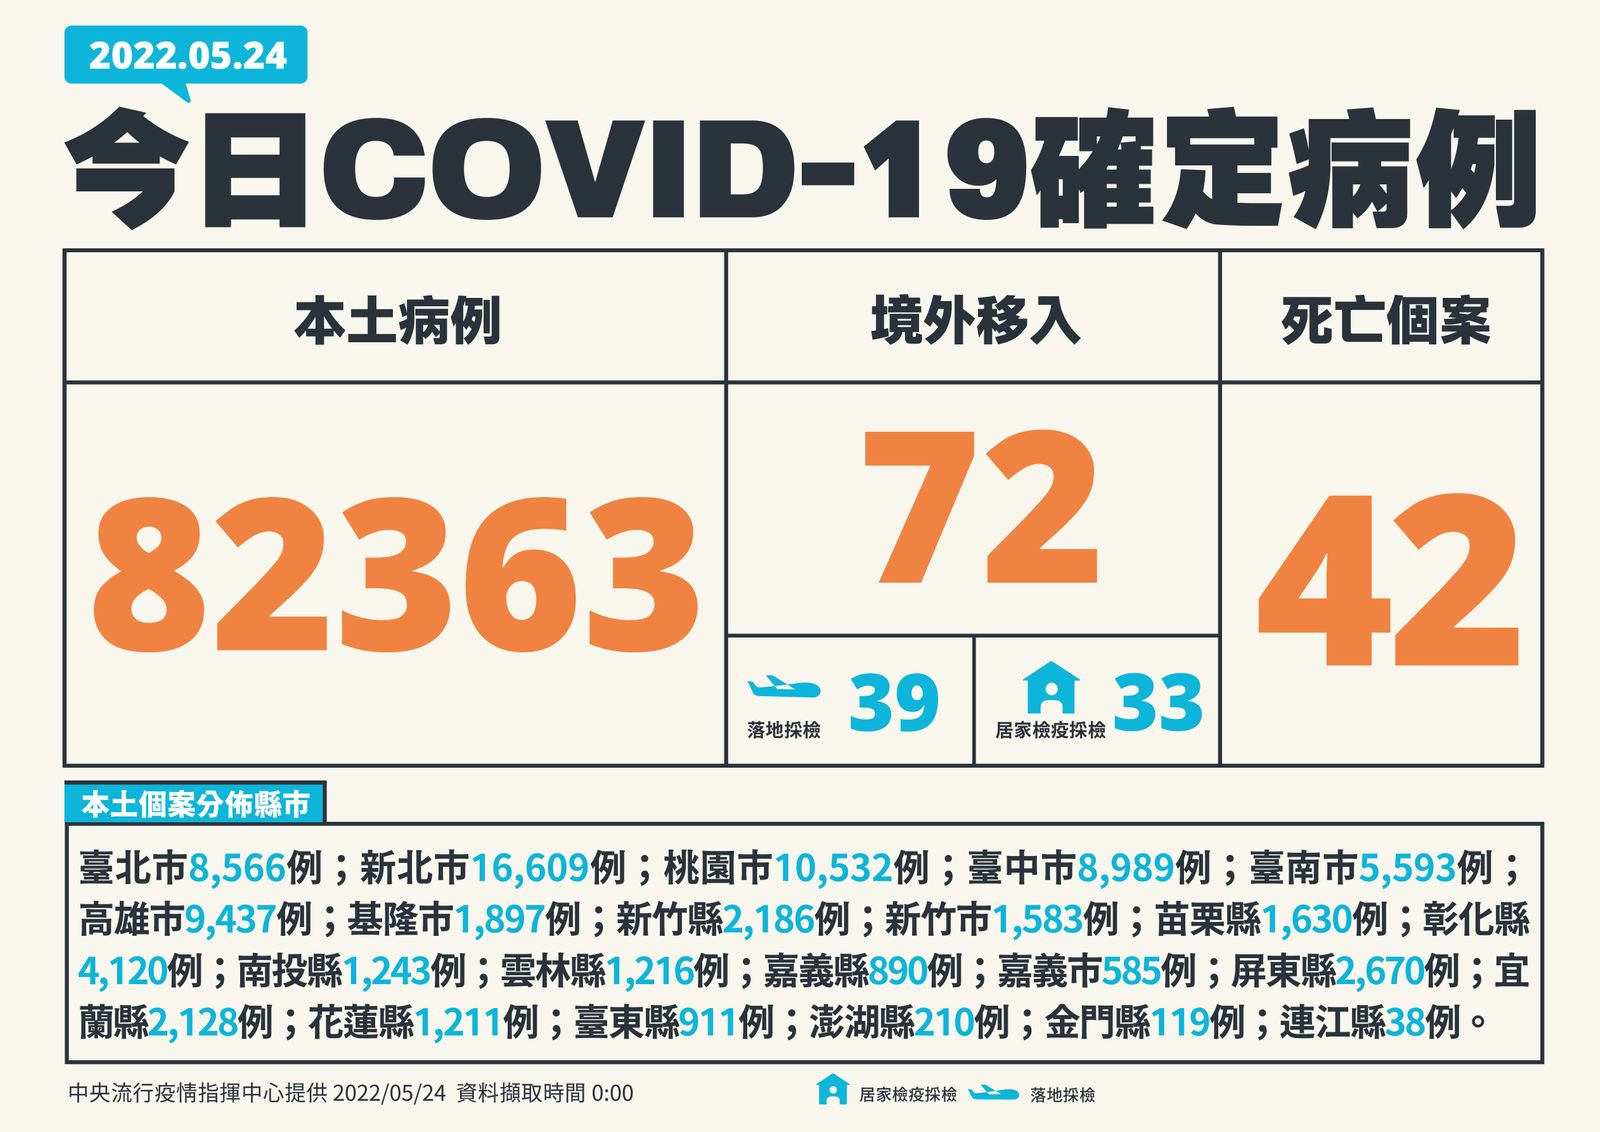 2022.05.24
今日COVID-19確定病例
本土病例
境外移入
死亡個案
82363
72
42
落地採檢
39
居家檢疫採檢
33
本土個案分佈縣市
臺北市8,566例；新北市16,609例；桃園市10,532例；臺中市8,989例；臺南市5,593例；
高雄市9,437例；基隆市1,897例；新竹縣2,186例；新竹市1,583例；苗栗縣1,630例；彰化縣
4,120例；南投縣1,243例；雲林縣1,216例；嘉義縣890例；嘉義市585例；屏東縣2,670例；宜
蘭縣2,128例；花蓮縣1,211例；臺東縣911例；澎湖縣210例；金門縣119例；連江縣38例。
中央流行疫情指揮中心提供 2022/05/24 資料擷取時間 0:00
居家檢疫採檢
落地採檢